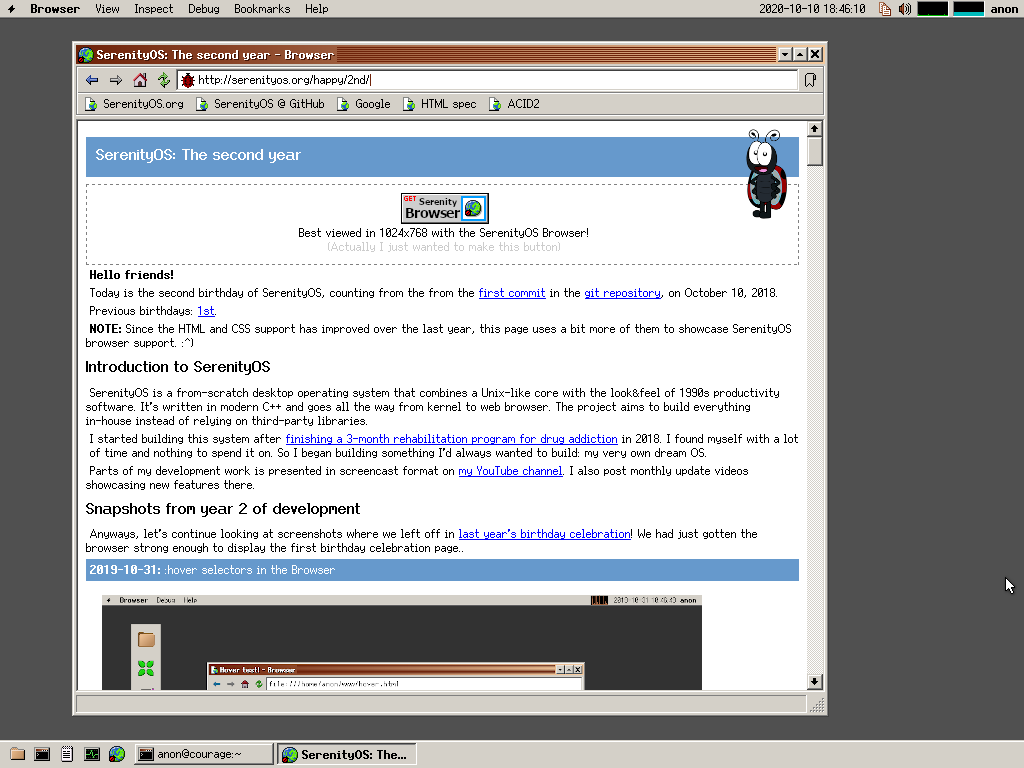 Browser View Inspect Debug Bookmarks Help 2020-10-10 18:46:10 anon
SerenityOS: The second year - Browser
http://serenityos.org/happy/2nd/
SerenityOS.org SerenityOS @ GitHub Google HTML spec ACID2
SerenityOS: The second year
GET Serenity
Browser
Best viewed in 1024x768 with the SerenityOS Browser!
(Actually I just wanted to make this button)
Hello friends!
Today is the second birthday of SerenityOS, counting from the from the first commit in the git repository, on October 10, 2018.
Previous birthdays: 1st.
NOTE: Since the HTML and CSS support has improved over the last year, this page uses a bit more of them to showcase SerenityOS
browser support. :^)
Introduction to SerenityOS
SerenityOS is a from-scratch desktop operating system that combines a Unix-like core with the look&feel of 1990s productivity
software. It's written in modern C++ and goes all the way from kernel to web browser. The project aims to build everything
in-house instead of relying on third-party libraries.
I started building this system after finishing a 3-month rehabilitation program for drug addiction in 2018. I found myself with a lot
of time and nothing to spend it on. So I began building something I'd always wanted to build: my very own dream OS.
Parts of my development work is presented in screencast format on my YouTube channel. I also post monthly update videos
showcasing new features there.
Snapshots from year 2 of development
Anyways, let's continue looking at screenshots where we left off in last year's birthday celebration! We had just gotten the
browser strong enough to display the first birthday celebration page..
2019-10-31: :hover selectors in the Browser
Browser Debug Help 2019-10-31 10:46:43 anon
Hover test! - Browser
file:///home/anon/www/hover.html
anon@courage:~ SerenityOS: The...